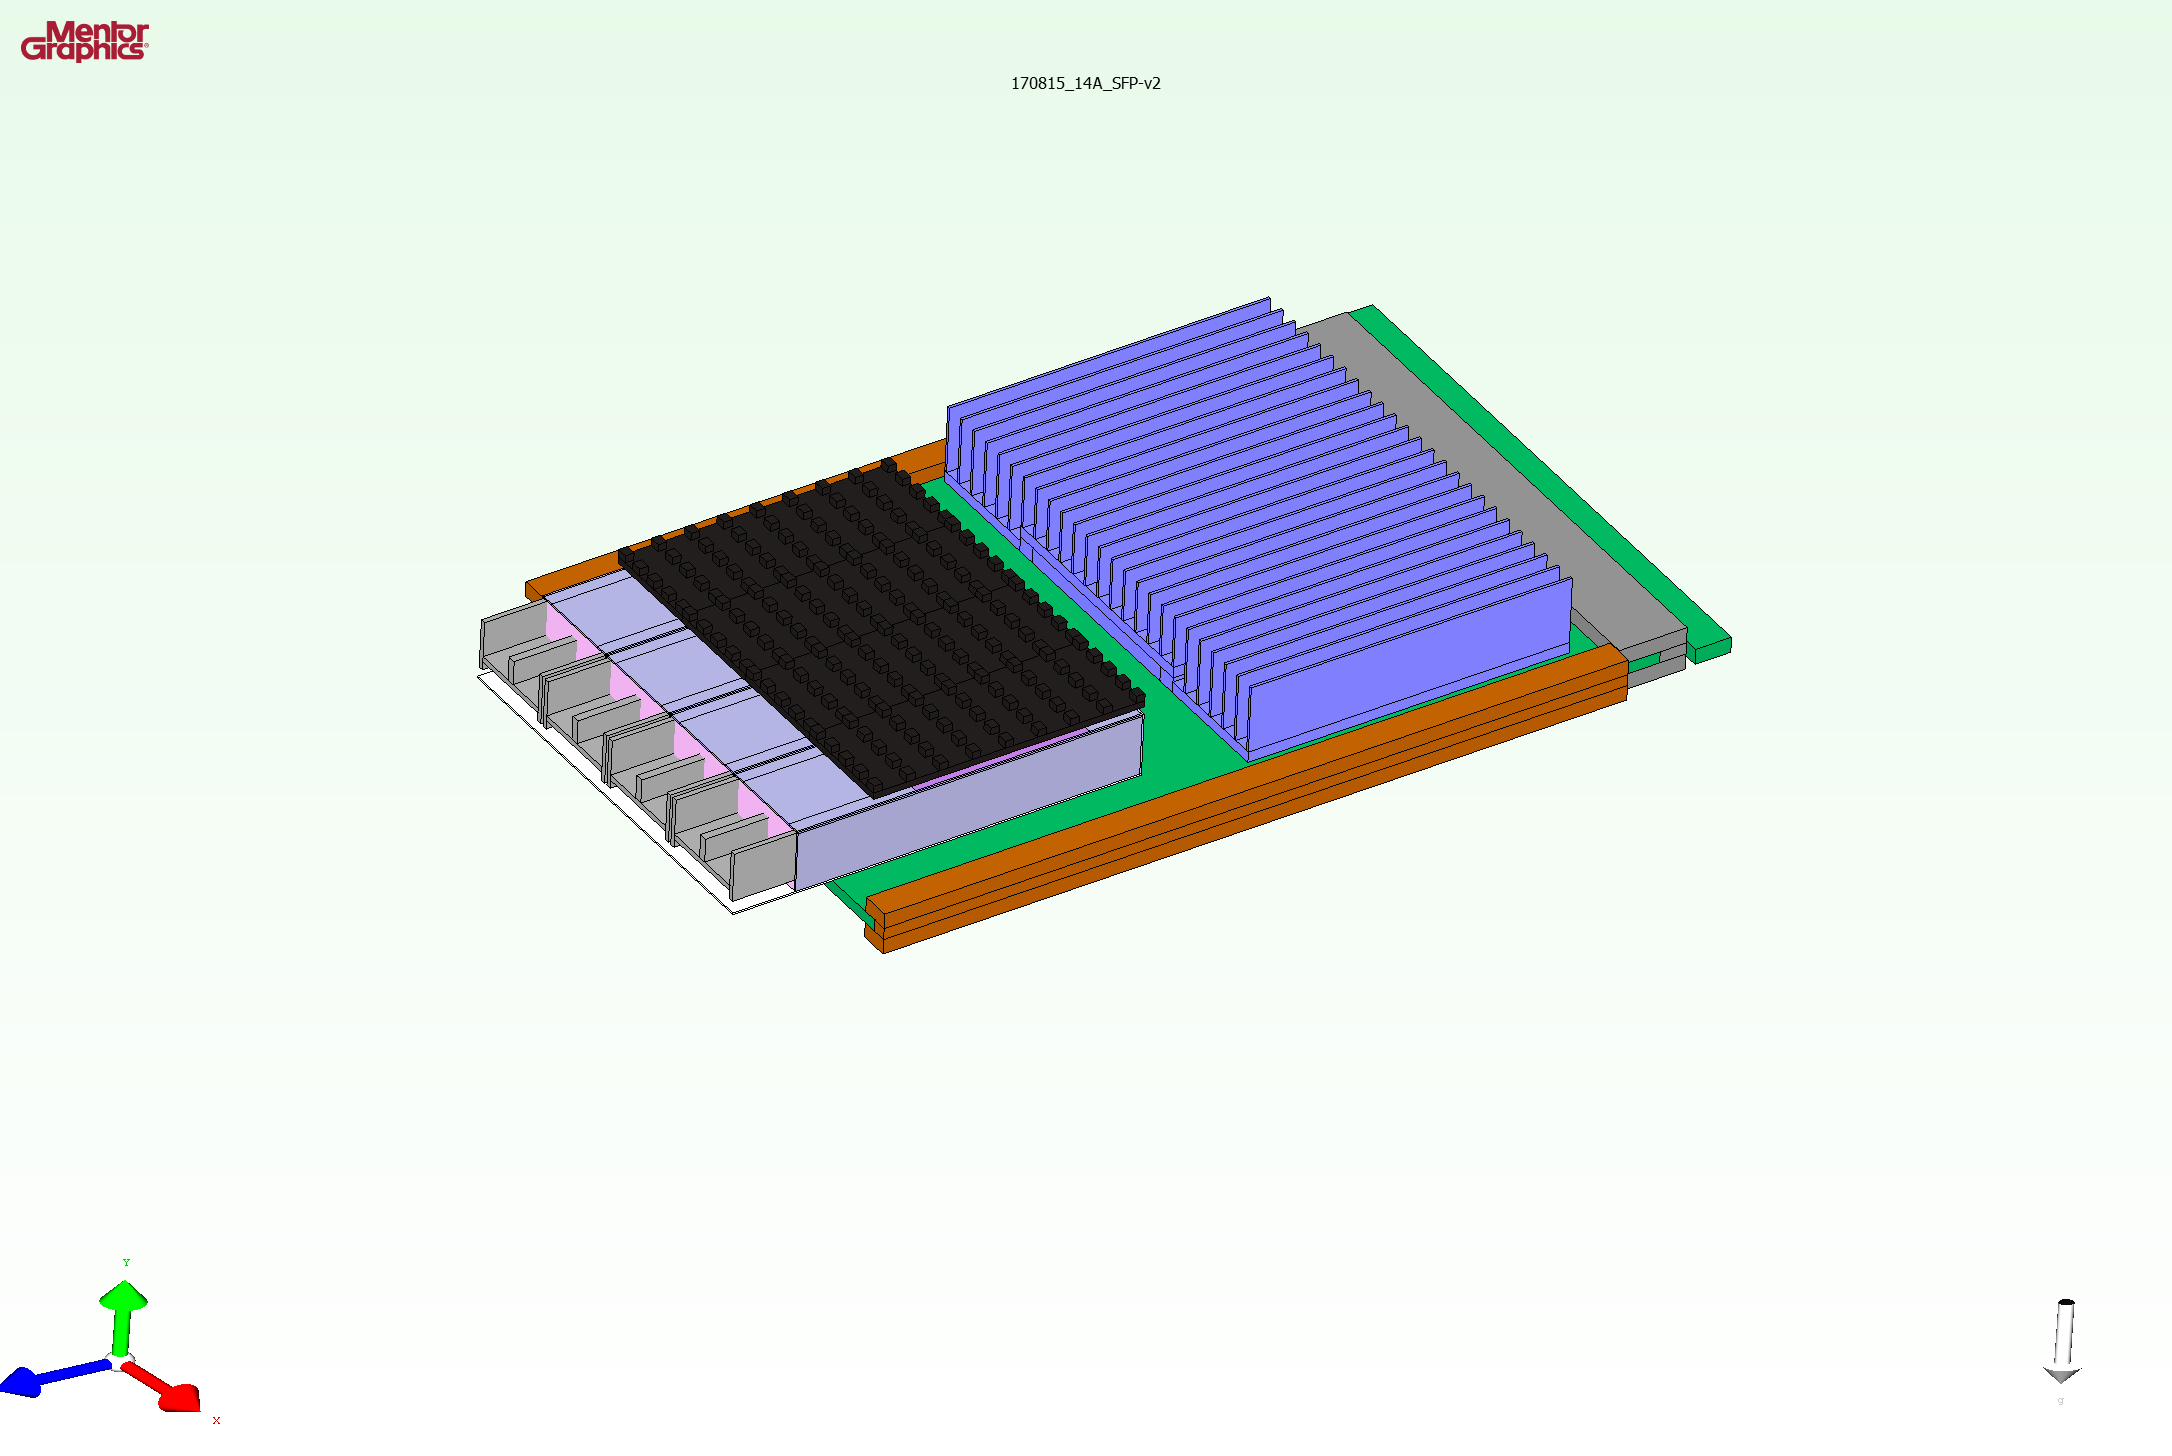 Mentor
Graphics®
170815_14A_SFP-v2
Y
X
g